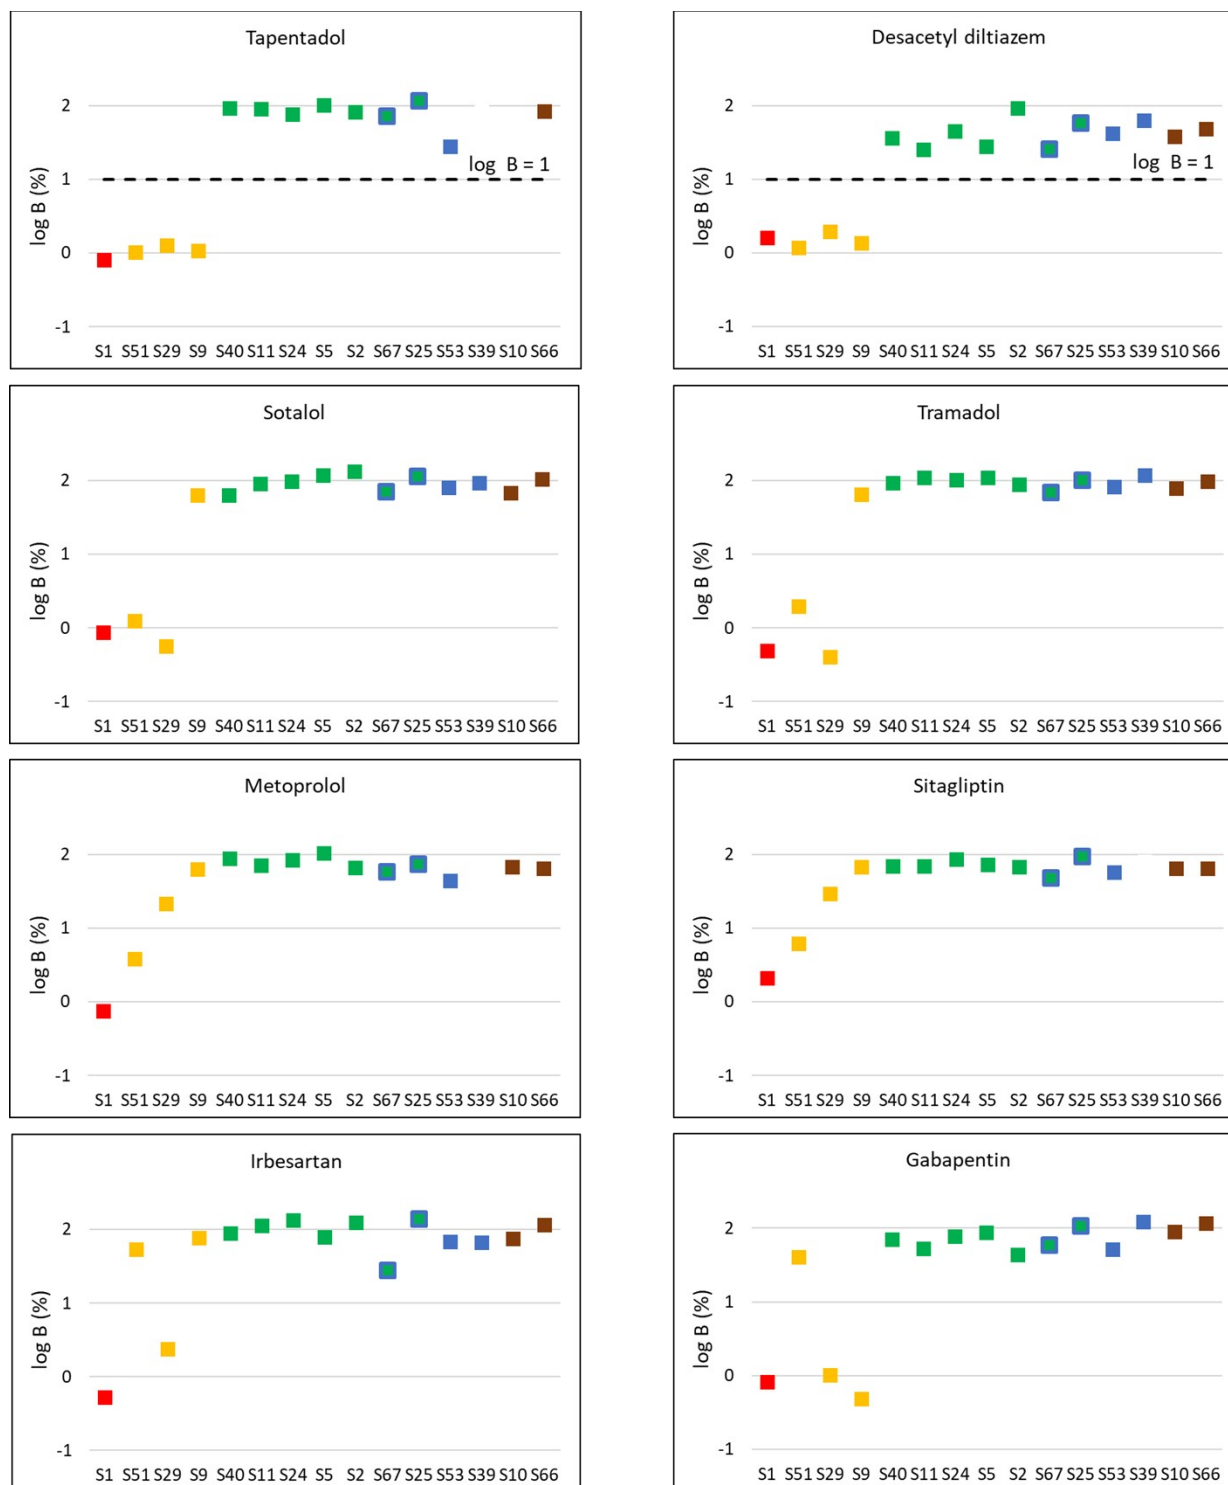 Tapentadol
2
log B = 1
1
0
-1
log B (%)
S1 S51 S29 S9 S40 S11 S24 S5 S2 S67 S25 S53 S39 S10 S66
Desacetyl diltiazem
2
log B = 1
1
0
-1
log B (%)
S1 S51 S29 S9 S40 S11 S24 S5 S2 S67 S25 S53 S39 S10 S66
Sotalol
2
1
0
-1
log B (%)
S1 S51 S29 S9 S40 S11 S24 S5 S2 S67 S25 S53 S39 S10 S66
Tramadol
2
1
0
-1
log B (%)
S1 S51 S29 S9 S40 S11 S24 S5 S2 S67 S25 S53 S39 S10 S66
Metoprolol
2
1
0
-1
log B (%)
S1 S51 S29 S9 S40 S11 S24 S5 S2 S67 S25 S53 S39 S10 S66
Sitagliptin
2
1
0
-1
log B (%)
S1 S51 S29 S9 S40 S11 S24 S5 S2 S67 S25 S53 S39 S10 S66
Irbesartan
2
1
0
-1
log B (%)
S1 S51 S29 S9 S40 S11 S24 S5 S2 S67 S25 S53 S39 S10 S66
Gabapentin
2
1
0
-1
log B (%)
S1 S51 S29 S9 S40 S11 S24 S5 S2 S67 S25 S53 S39 S10 S66